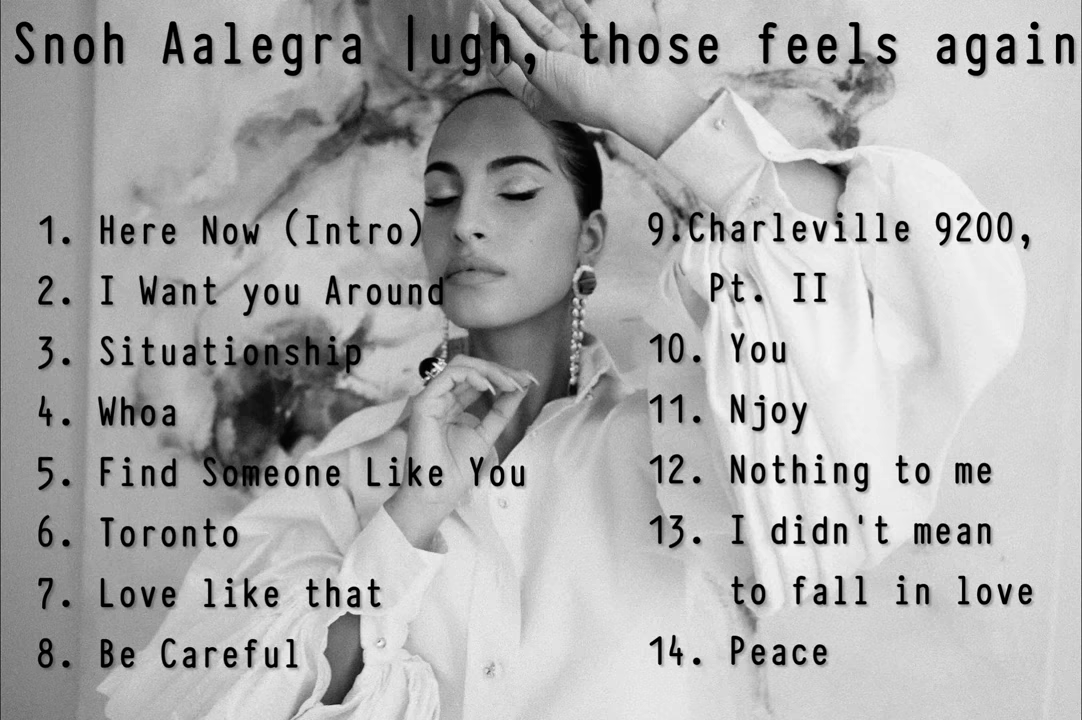 Snoh Aalegra |ugh, those feels again
1. Here Now (Intro)
2. I Want you Around
3. Situationship
4. Whoa
5. Find Someone Like You
6. Toronto
7. Love like that
8. Be Careful
9.Charleville 9200,
Pt. II
10. You
11. Njoy
12. Nothing to me
13. I didn't mean
to fall in love
14. Peace